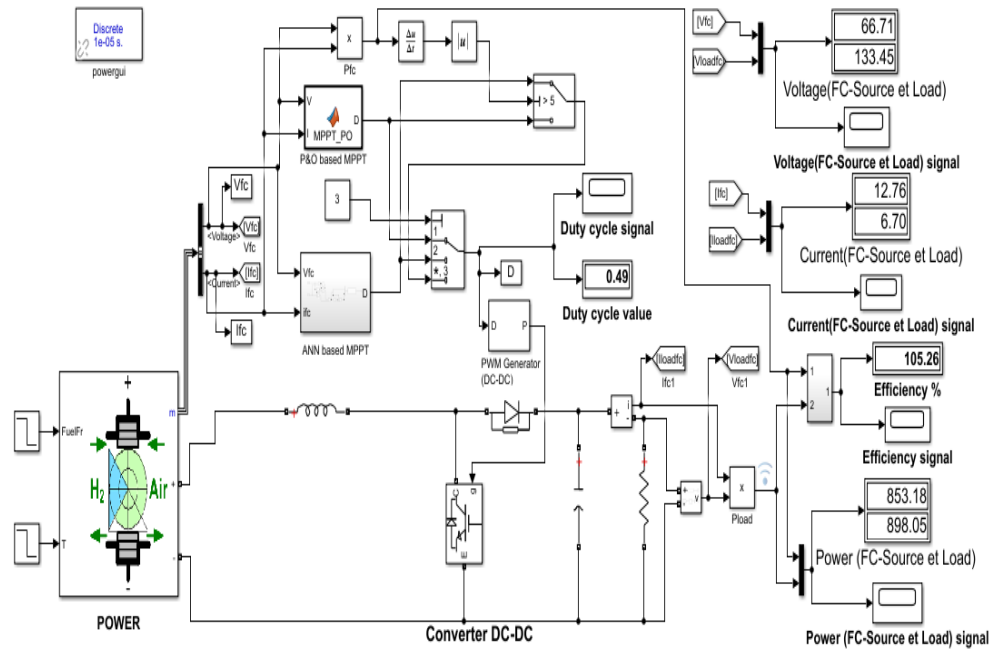 Discrete
1e-05 s.
powergui
x
Pfc
Δu
Δt
|u|
V
I
MPPT_PO
D
P&O based MPPT
> 5
[Vfc]
[Vloadfc]
66.71
133.45
Voltage(FC-Source et Load)
Voltage(FC-Source et Load) signal
Vfc
<Voltage>
[Vfc]
Vfc
<Current>
[Ifc]
Ifc
Ifc
3
1
2
*, 3
Vfc
ifc
D
ANN based MPPT
Duty cycle signal
D
0.49
Duty cycle value
D
P
PWM Generator
(DC-DC)
[Ifc]
[Iloadfc]
12.76
6.70
Current(FC-Source et Load)
Current(FC-Source et Load) signal
[Iloadfc]
Ifc1
[Vloadfc]
Vfc1
1
2
1
105.26
Efficiency %
Efficiency signal
FuelFr
T
m
+
-
+
-
H2
Air
POWER
g
C
E
+
i
-
+
-
v
x
Pload
853.18
898.05
Power (FC-Source et Load)
Power (FC-Source et Load) signal
Converter DC-DC